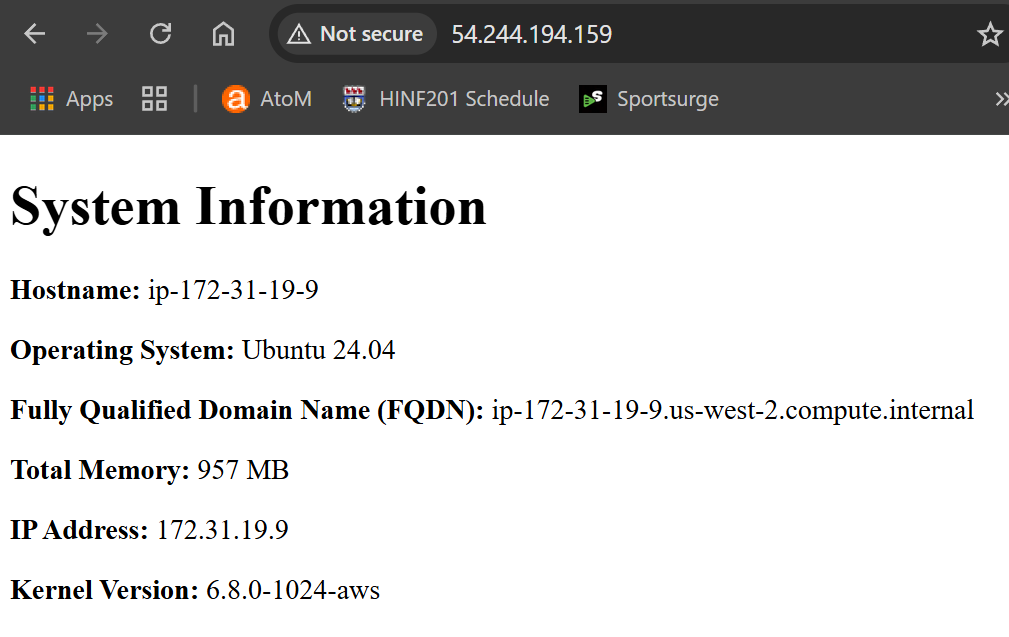 Not secure 54.244.194.159
Apps AtoM HINF201 Schedule Sportsurge
System Information
Hostname: ip-172-31-19-9
Operating System: Ubuntu 24.04
Fully Qualified Domain Name (FQDN): ip-172-31-19-9.us-west-2.compute.internal
Total Memory: 957 MB
IP Address: 172.31.19.9
Kernel Version: 6.8.0-1024-aws